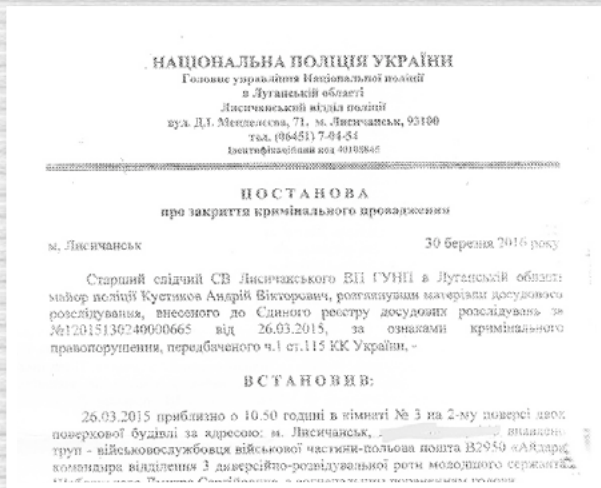 НАЦІОНАЛЬНА ПОЛІЦІЯ УКРАЇНИ
Головне управління Національної поліції
в Луганській області
Лисичанський відділ поліції
вул. Д.І. Менделєєва, 71, м. Лисичанськ, 93100
тел. (06451) 7-04-54
Ідентифікаційний код 40108845
ПОСТАНОВА
про закриття кримінального провадження
м. Лисичанськ 30 березня 2016 року
Старший слідчий СВ Лисичакського ВП ГУНП в Луганській області
майор поліції Кустиков Андрій Вікторович, розглянувши матеріали досудового
розслідування, внесеного до Єдиного реєстру досудових розслідувань за
№12015130240000665 від 26.03.2015, за ознаками кримінального
правопорушення, передбаченого ч.1 ст.115 КК України, -
ВСТАНОВИВ:
26.03.2015 приблизно о 10.50 годині в кімнаті № 3 на 2-му поверсі двох
поверхової будівлі за адресою: м. Лисичанськ, виявлено
труп - військовослужбовця військової частини-польова пошта В2950 «Айдар»
командира відділення 3 диверсійно-розвідувальної роти молодшого сержанта